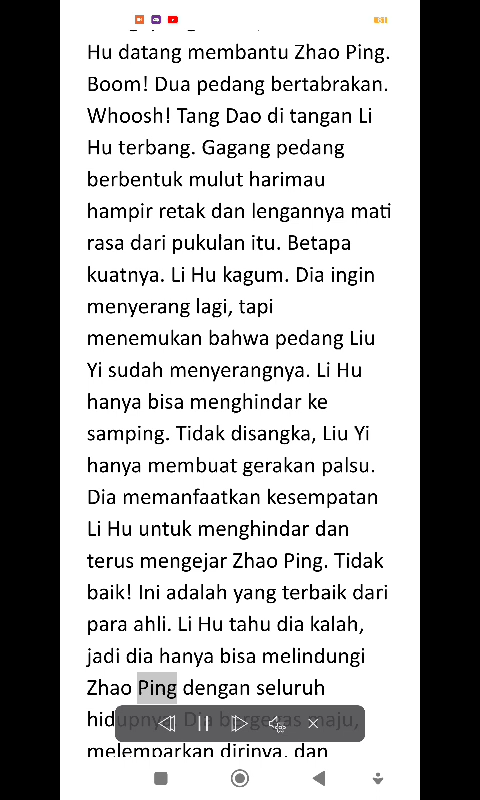 Hu datang membantu Zhao Ping.
Boom! Dua pedang bertabrakan.
Whoosh! Tang Dao di tangan Li
Hu terbang. Gagang pedang
berbentuk mulut harimau
hampir retak dan lengannya mati
rasa dari pukulan itu. Betapa
kuatnya. Li Hu kagum. Dia ingin
menyerang lagi, tapi
menemukan bahwa pedang Liu
Yi sudah menyerangnya. Li Hu
hanya bisa menghindar ke
samping. Tidak disangka, Liu Yi
hanya membuat gerakan palsu.
Dia memanfaatkan kesempatan
Li Hu untuk menghindar dan
terus mengejar Zhao Ping. Tidak
baik! Ini adalah yang terbaik dari
para ahli. Li Hu tahu dia kalah,
jadi dia hanya bisa melindungi
Zhao Ping dengan seluruh
hidupnya. Dia bergegas maju,
melemparkan dirinya, dan